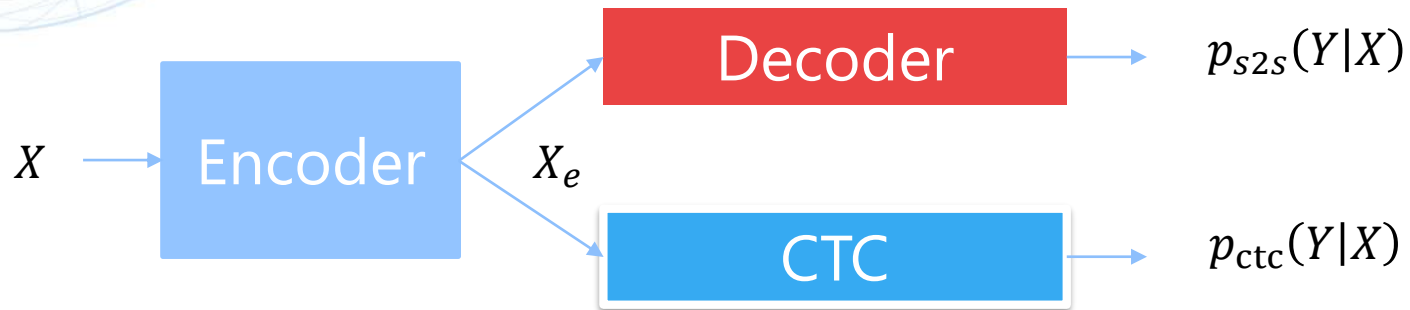 Decoder
p_{s2s}(Y|X)
X
Encoder
X_e
CTC
p_{ctc}(Y|X)